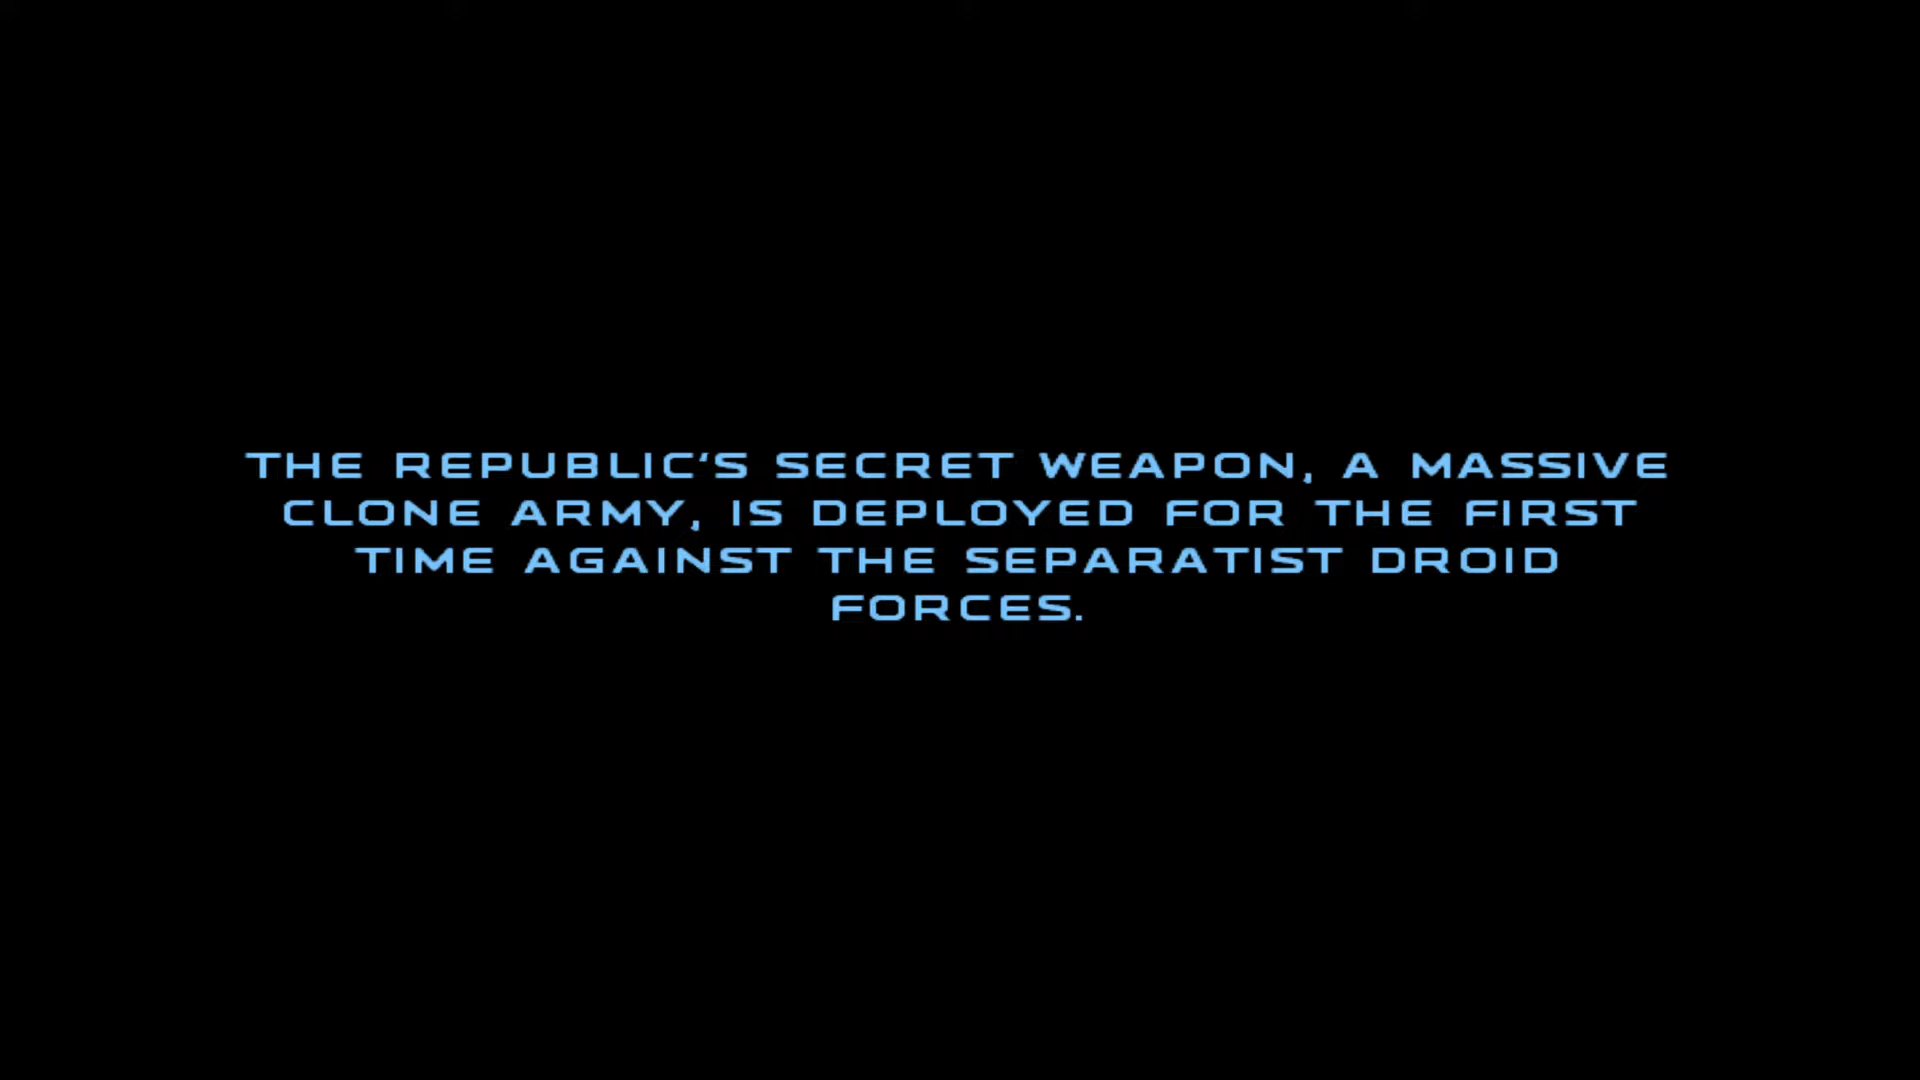 THE REPUBLIC'S SECRET WEAPON, A MASSIVE
CLONE ARMY, IS DEPLOYED FOR THE FIRST
TIME AGAINST THE SEPARATIST DROID
FORCES.